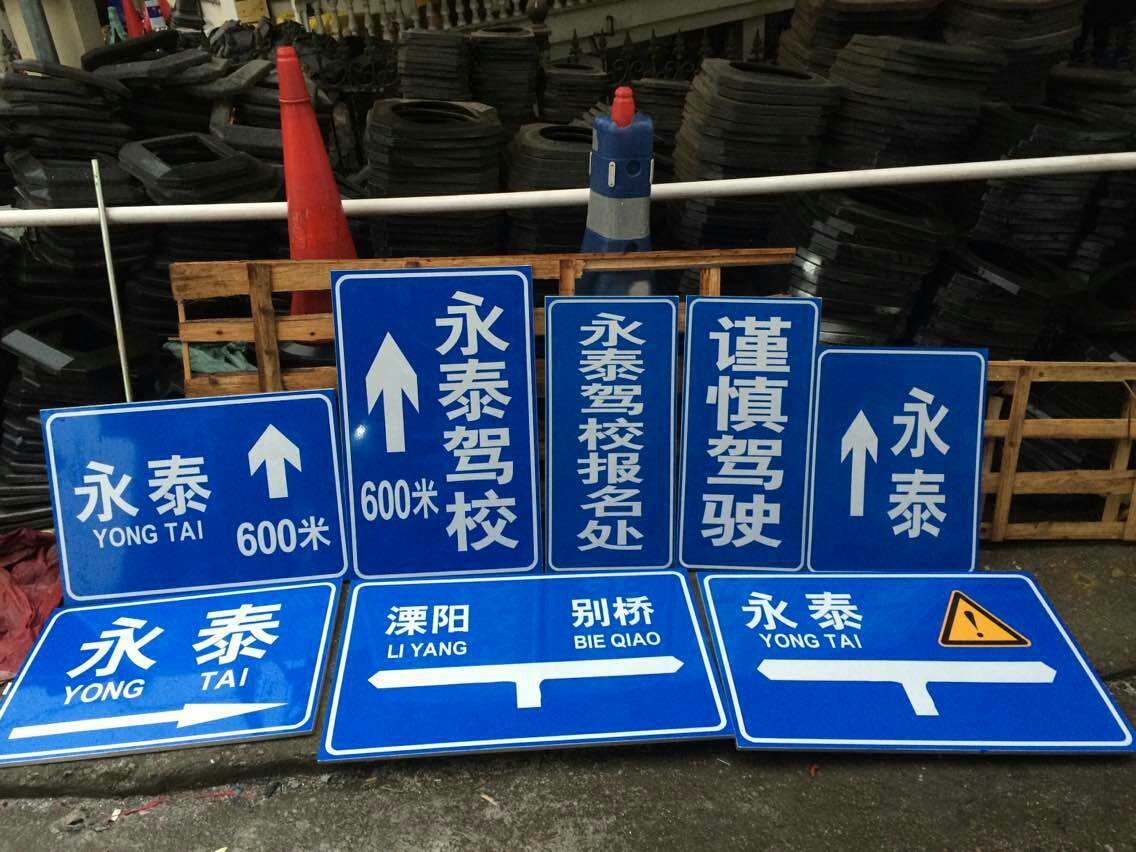 永泰
YONG TAI
600米
永泰驾校
600米
永泰驾校报名处
谨慎驾驶
永泰
永泰
YONG TAI
溧阳
LI YANG
别桥
BIE QIAO
永泰
YONG TAI